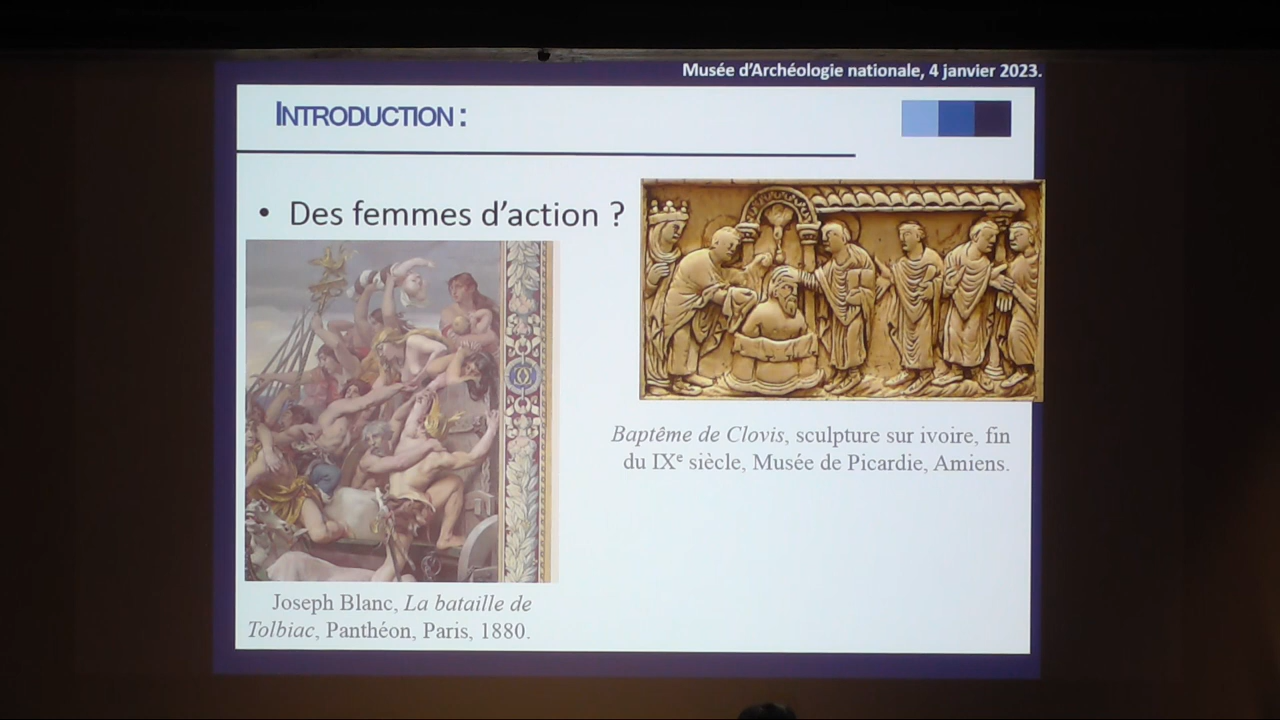 Musée d'Archéologie nationale, 4 janvier 2023.
INTRODUCTION :
• Des femmes d'action ?
Baptême de Clovis, sculpture sur ivoire, fin
du IXe siècle, Musée de Picardie, Amiens.
Joseph Blanc, La bataille de
Tolbiac, Panthéon, Paris, 1880.